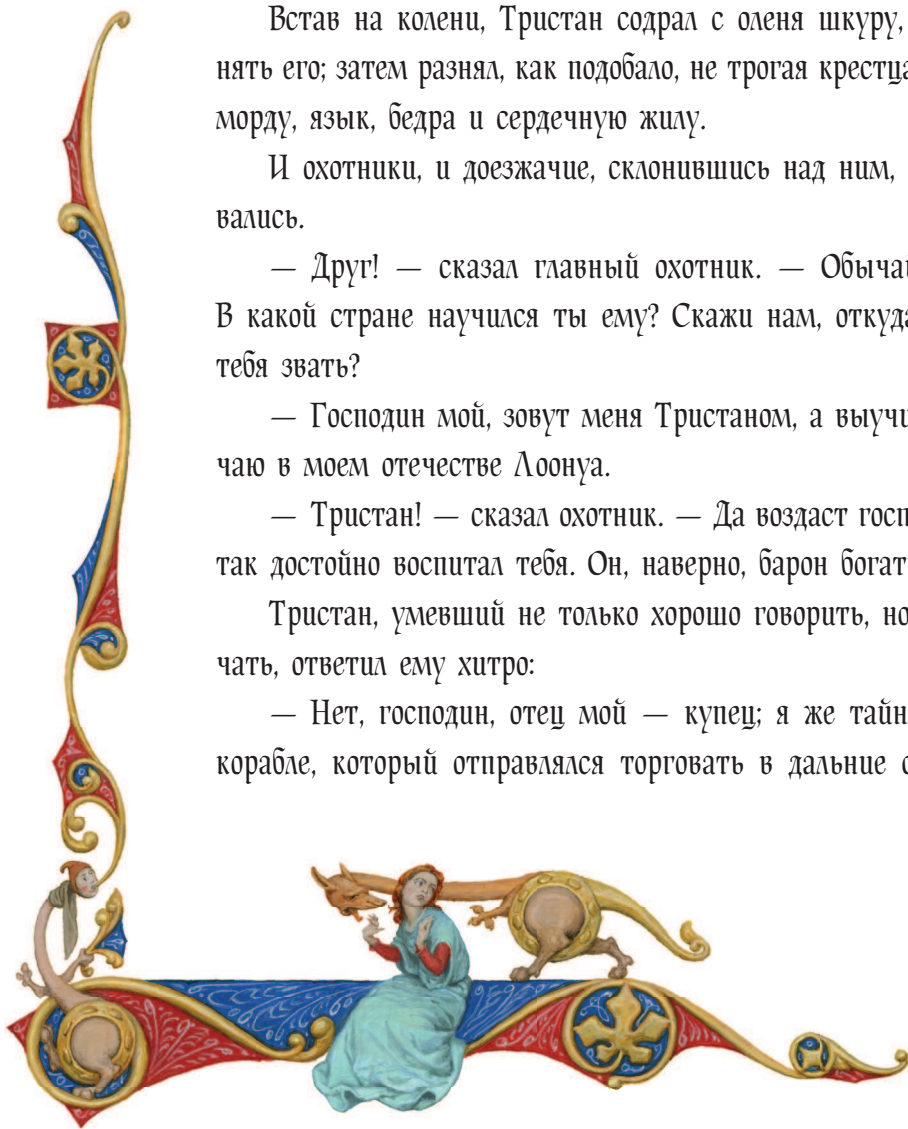 Встав на колени, Тристан содрал с оленя шкуру,
нять его; затем разнял, как подобало, не трогая крестца
морду, язык, бедра и сердечную жилу.
И охотники, и доезжачие, склонившись над ним,
вались.
— Друг! — сказал главный охотник. — Обычаи
В какой стране научился ты ему? Скажи нам, откуда
тебя звать?
— Господин мой, зовут меня Тристаном, а выучи
чаю в моем отечестве Лоонуа.
— Тристан! — сказал охотник. — Да воздаст госп
так достойно воспитал тебя. Он, наверно, барон богат
Тристан, умевший не только хорошо говорить, но
чать, ответил ему хитро:
— Нет, господин, отец мой — купец; я же тайн
корабле, который отправлялся торговать в дальние с